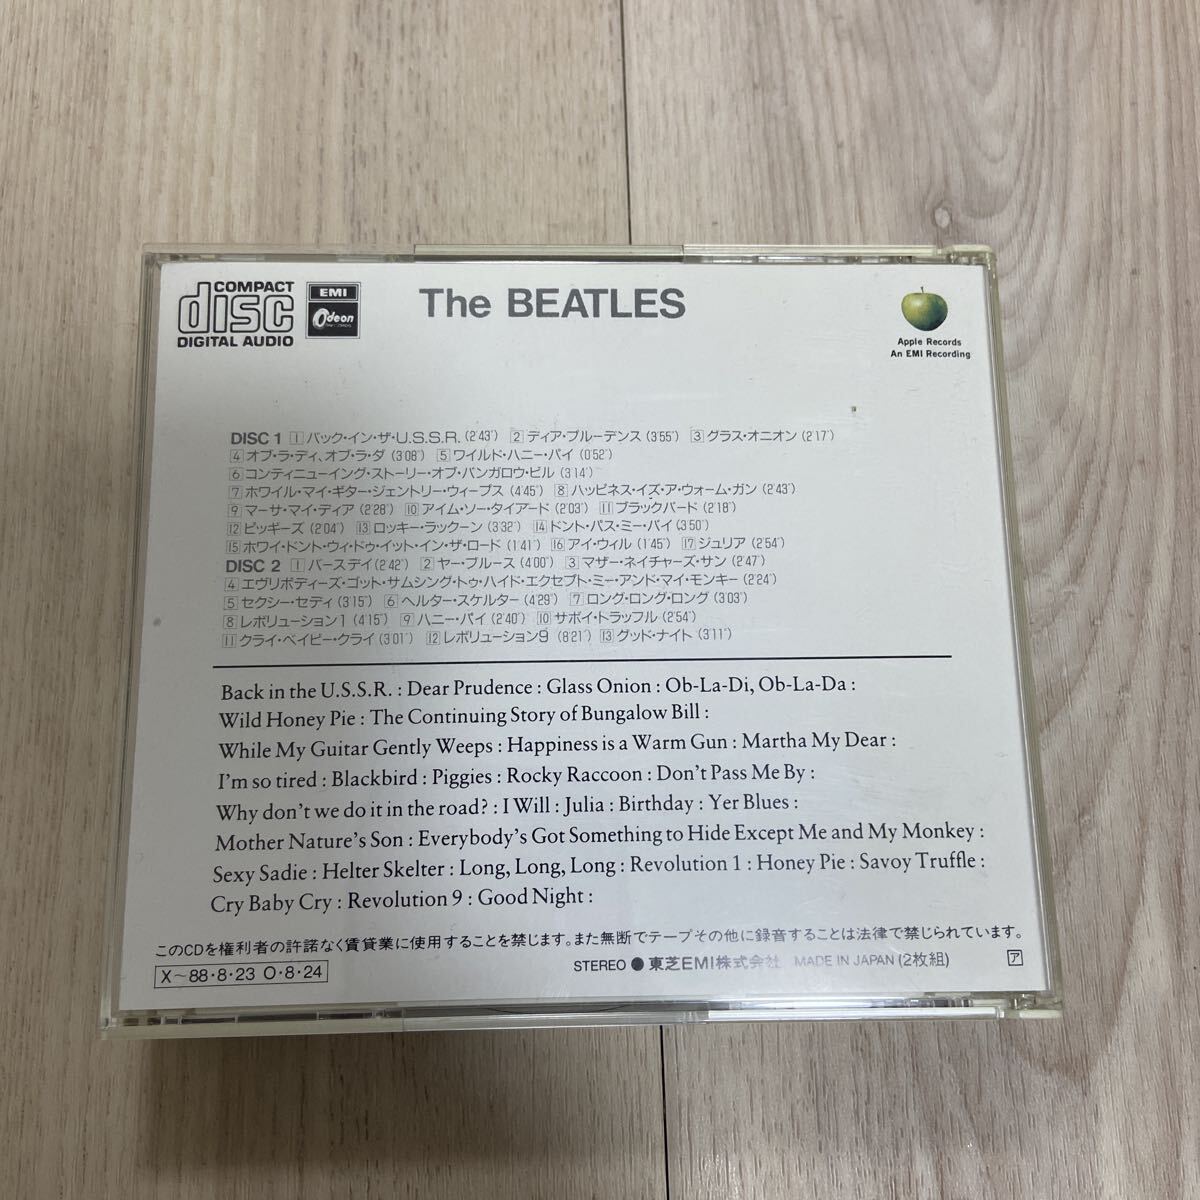 COMPACT
disc
DIGITAL AUDIO
EMI
Odeon
The BEATLES
Apple Records
An EMI Recording
DISC 1 1 バック・イン・ザ・U.S.S.R. (2'43") 2 ディア・プルーデンス (3'55") 3 グラス・オニオン (2'17")
4 オブ・ラ・ディ, オブ・ラ・ダ (3'08") 5 ワイルド・ハニー・パイ (0'52")
6 コンティニューイング・ストーリー・オブ・バンガロウ・ビル (3'14")
7 ホワイル・マイ・ギター・ジェントリー・ウィープス (4'45") 8 ハッピネス・イズ・ア・ウォーム・ガン (2'43")
9 マーサ・マイ・ディア (2'28") 10 アイム・ソー・タイアード (2'03") 11 ブラックバード (2'18")
12 ピッギーズ (2'04") 13 ロッキー・ラックーン (3'32") 14 ドント・パス・ミー・バイ (3'50")
15 ホワイ・ドント・ウィ・ドゥ・イット・イン・ザ・ロード (1'41") 16 アイ・ウィル (1'45") 17 ジュリア (2'54")
DISC 2 1 バースデイ (2'42") 2 ヤー・ブルース (4'00") 3 マザー・ネイチャーズ・サン (2'47")
4 エヴリボディーズ・ゴット・サムシング・トゥ・ハイド・エクセプト・ミー・アンド・マイ・モンキー (2'24")
5 セクシー・セディ (3'15") 6 ヘルター・スケルター (4'29") 7 ロング・ロング・ロング (3'03")
8 レボリューション1 (4'15") 9 ハニー・パイ (2'40") 10 サボイ・トラッフル (2'54")
11 クライ・ベイビー・クライ (3'01") 12 レボリューション9 (8'21") 13 グッド・ナイト (3'11")
Back in the U.S.S.R. : Dear Prudence : Glass Onion : Ob-La-Di, Ob-La-Da :
Wild Honey Pie : The Continuing Story of Bungalow Bill :
While My Guitar Gently Weeps : Happiness is a Warm Gun : Martha My Dear :
I'm so tired : Blackbird : Piggies : Rocky Raccoon : Don't Pass Me By :
Why don't we do it in the road? : I Will : Julia : Birthday : Yer Blues :
Mother Nature's Son : Everybody's Got Something to Hide Except Me and My Monkey :
Sexy Sadie : Helter Skelter : Long, Long, Long : Revolution 1 : Honey Pie : Savoy Truffle :
Cry Baby Cry : Revolution 9 : Good Night :
このCDを権利者の許諾なく賃貸業に使用することを禁じます。また無断でテープその他に録音することは法律で禁じられています。
X〜88・8・23 O・8・24
STEREO ● 東芝EMI株式会社 MADE IN JAPAN (2枚組) ア